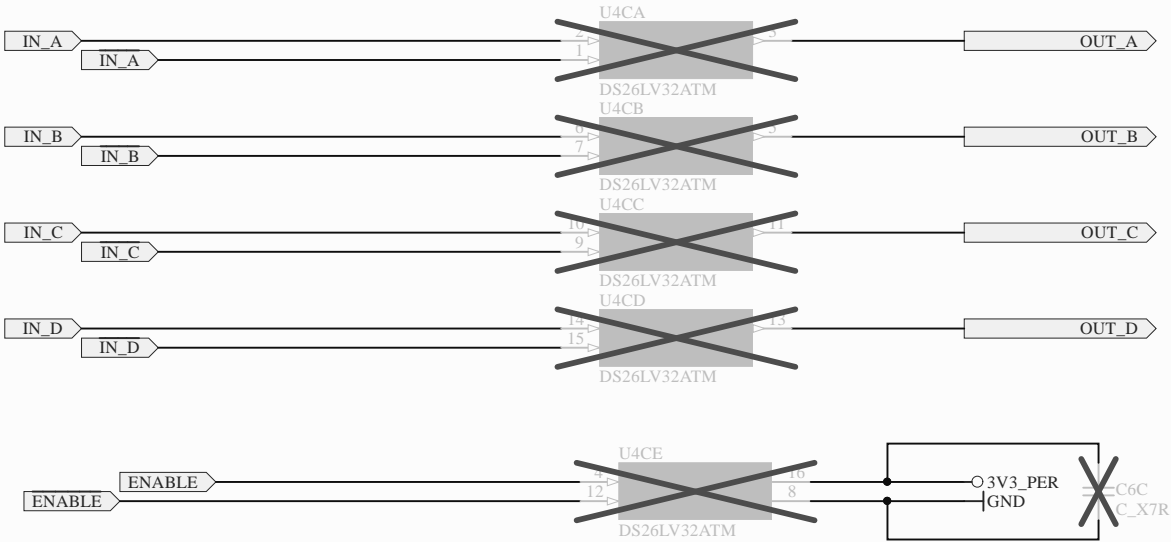 U4CA
IN_A 2 3 OUT_A
IN_A 1
DS26LV32ATM
U4CB
IN_B 6 5 OUT_B
IN_B 7
DS26LV32ATM
U4CC
IN_C 10 11 OUT_C
IN_C 9
DS26LV32ATM
U4CD
IN_D 14 13 OUT_D
IN_D 15
DS26LV32ATM
U4CE
ENABLE 4 16 3V3_PER C6C
ENABLE 12 8 GND C_X7R
DS26LV32ATM